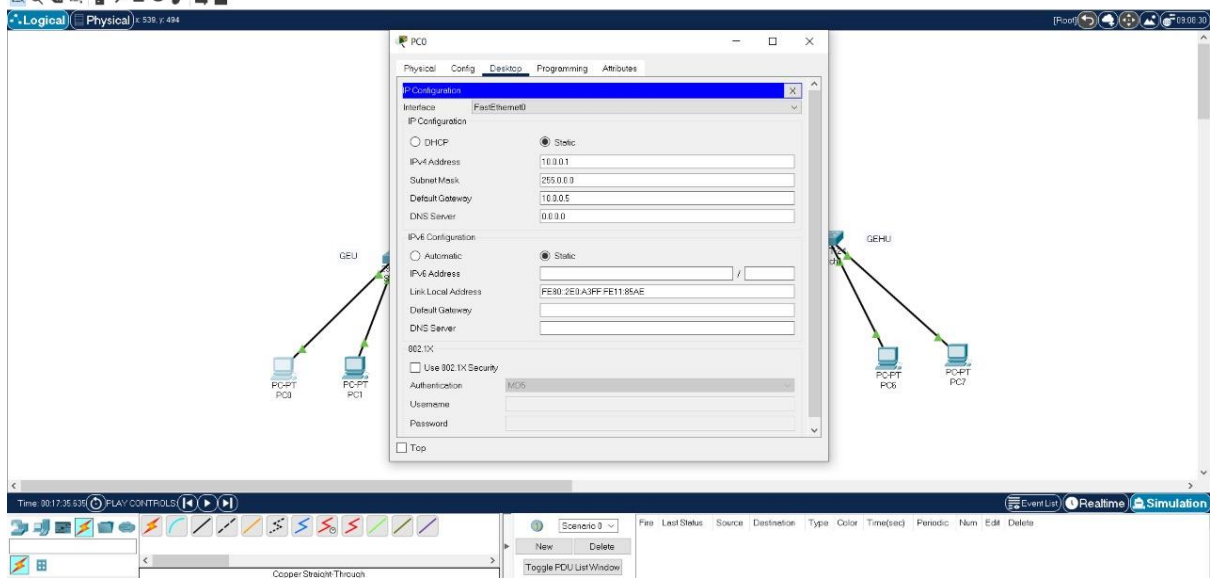 Logical Physical x: 539, y: 494 [Root] 09:08:30
PC0
Physical Config Desktop Programming Attributes
IP Configuration X
Interface FastEthernet0
IP Configuration
DHCP Static
IPv4 Address 10.0.0.1
Subnet Mask 255.0.0.0
Default Gateway 10.0.0.5
DNS Server 0.0.0.0
IPv6 Configuration
Automatic Static
IPv6 Address /
Link Local Address FE80::2E0:A3FF:FE11:85AE
Default Gateway
DNS Server
802.1X
Use 802.1X Security
Authentication MD5
Username
Password
Top
GEU
GEHU
PC-PT
PC0
PC-PT
PC1
PC-PT
PC6
PC-PT
PC7
Time: 00:17:35.635 PLAY CONTROLS: Event List Realtime Simulation
Scenario 0 Fire Last Status Source Destination Type Color Time(sec) Periodic Num Edit Delete
New Delete
Toggle PDU List Window
Copper Straight-Through